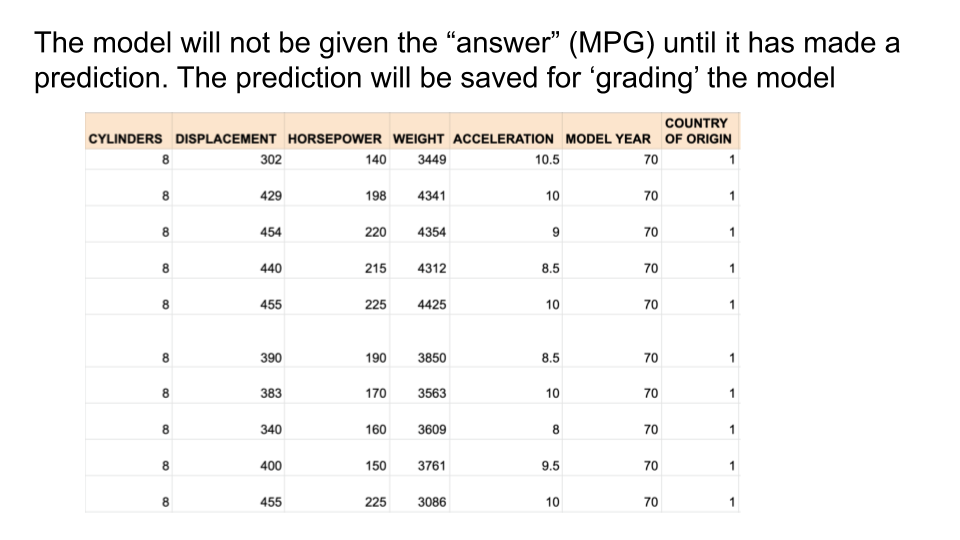 The model will not be given the “answer” (MPG) until it has made a
prediction. The prediction will be saved for ‘grading’ the model
CYLINDERS DISPLACEMENT HORSEPOWER WEIGHT ACCELERATION MODEL YEAR COUNTRY OF ORIGIN
8 302 140 3449 10.5 70 1
8 429 198 4341 10 70 1
8 454 220 4354 9 70 1
8 440 215 4312 8.5 70 1
8 455 225 4425 10 70 1
8 390 190 3850 8.5 70 1
8 383 170 3563 10 70 1
8 340 160 3609 8 70 1
8 400 150 3761 9.5 70 1
8 455 225 3086 10 70 1